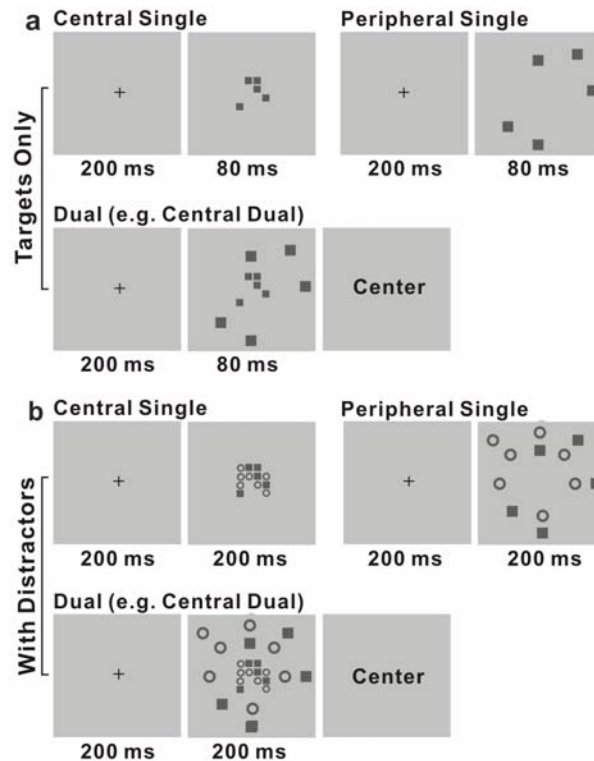 a
Central Single
Peripheral Single
Targets Only
200 ms
80 ms
200 ms
80 ms
Dual (e.g. Central Dual)
Center
200 ms
80 ms
b
Central Single
Peripheral Single
With Distractors
200 ms
200 ms
200 ms
200 ms
Dual (e.g. Central Dual)
Center
200 ms
200 ms